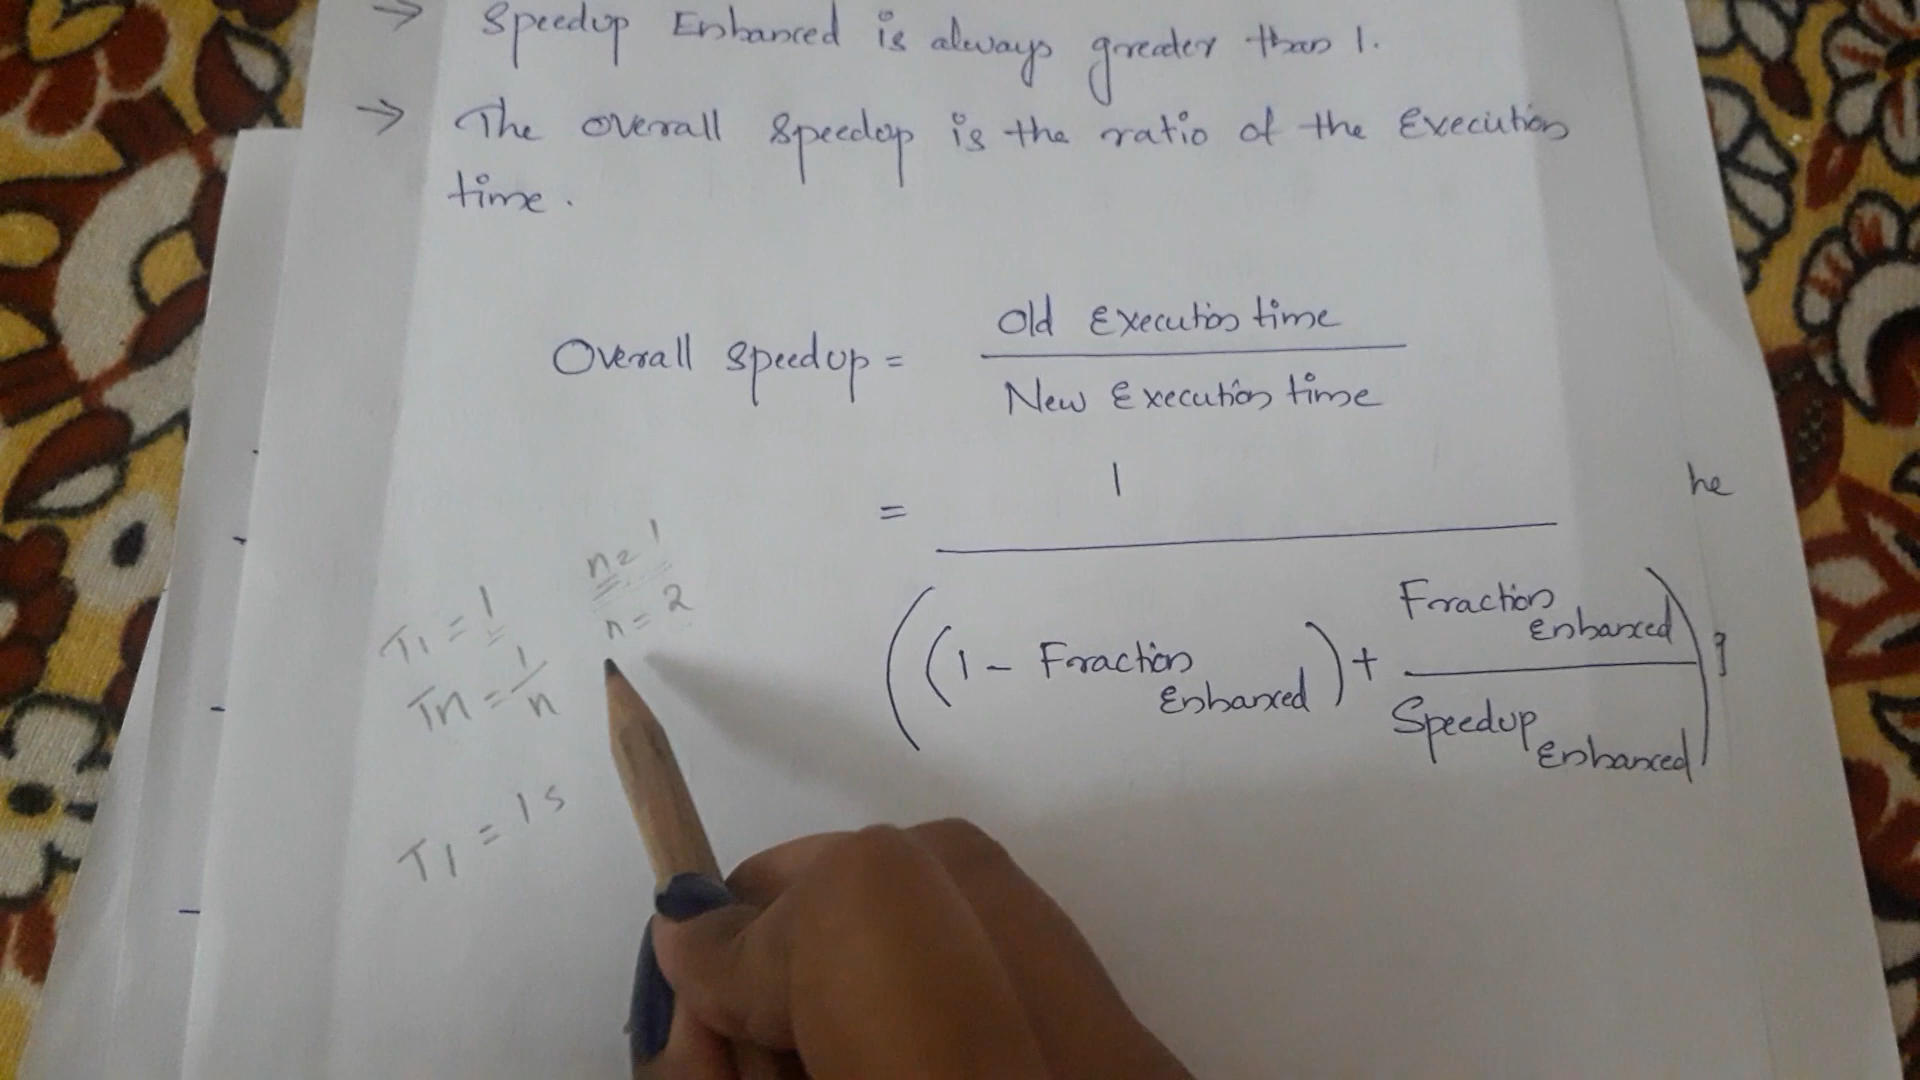 → Speedup Enhanced is always greater than 1.
→ The overall speedup is the ratio of the Execution
time.
Overall speedup = Old Execution time
New Execution time
= 1
he
((1 - Fraction Enhanced) + Fraction Enhanced
Speedup Enhanced)
n = 1
n = 2
T1 = 1
Tn = 1/n
T1 = 1s